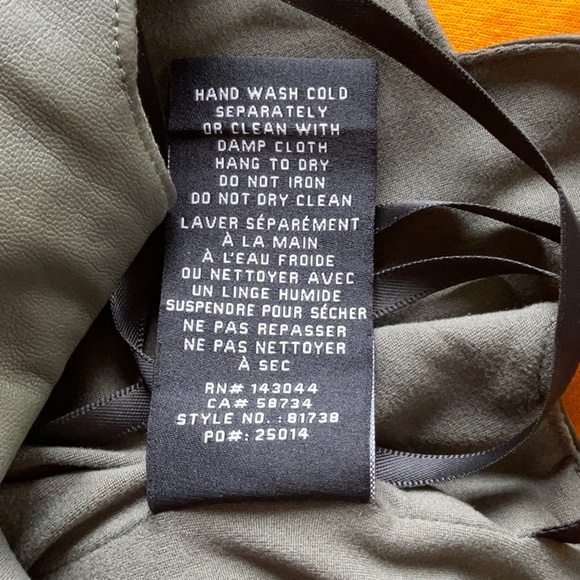 HAND WASH COLD
SEPARATELY
OR CLEAN WITH
DAMP CLOTH
HANG TO DRY
DO NOT IRON
DO NOT DRY CLEAN
LAVER SÉPARÉMENT
À LA MAIN
À L'EAU FROIDE
OU NETTOYER AVEC
UN LINGE HUMIDE
SUSPENDRE POUR SÉCHER
NE PAS REPASSER
NE PAS NETTOYER
À SEC
RN# 143044
CA# 58734
STYLE NO. : 81738
PO#: 25014